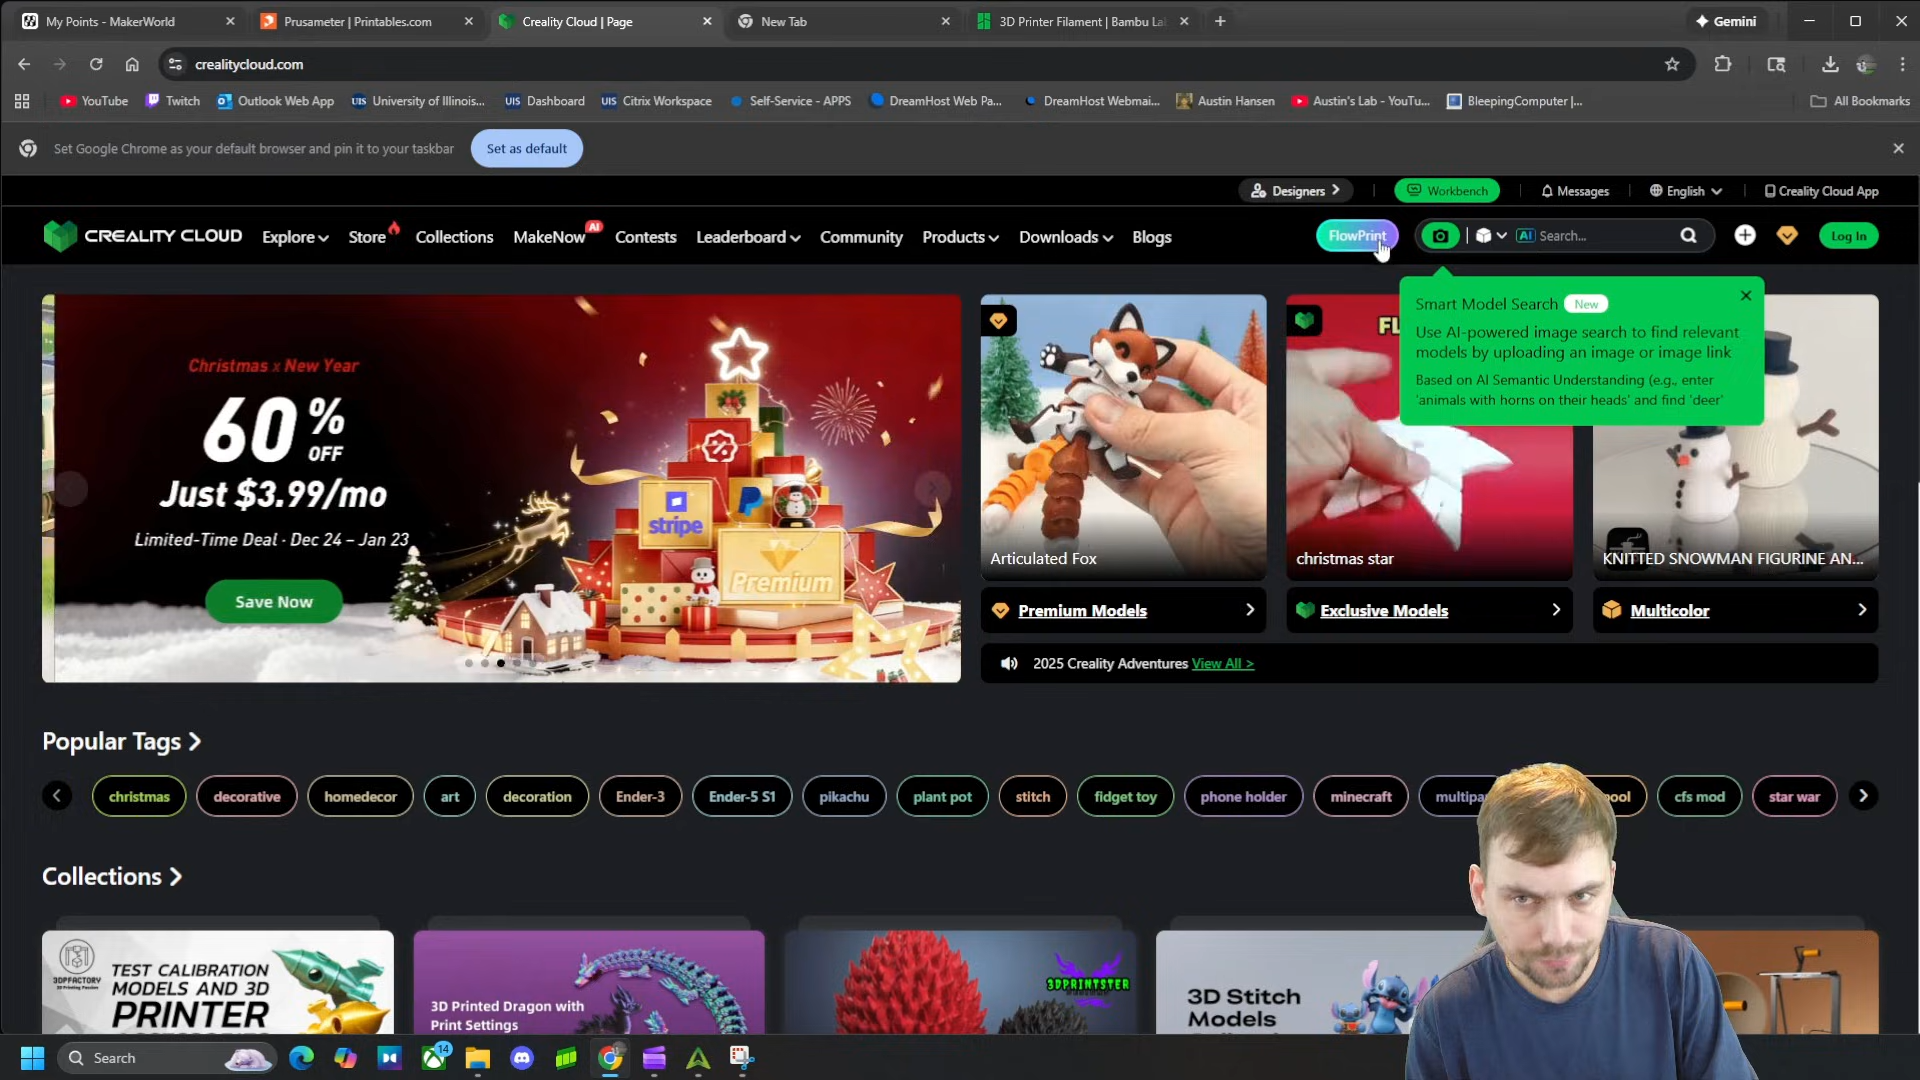 My Points - MakerWorld
Prusameter | Printables.com
Creality Cloud | Page
New Tab
3D Printer Filament | Bambu La
Gemini
crealitycloud.com
YouTube
Twitch
Outlook Web App
University of Illinois...
Dashboard
Citrix Workspace
Self-Service - APPS
DreamHost Web Pa...
DreamHost Webmai...
Austin Hansen
Austin's Lab - YouTu...
BleepingComputer |...
All Bookmarks
Set Google Chrome as your default browser and pin it to your taskbar
Set as default
Designers
Workbench
Messages
English
Creality Cloud App
CREALITY CLOUD
Explore
Store
Collections
MakeNow
AI
Contests
Leaderboard
Community
Products
Downloads
Blogs
FlowPrint
AI
Search...
Log In
Smart Model Search New
Use AI-powered image search to find relevant
models by uploading an image or image link
Based on AI Semantic Understanding (e.g., enter
'animals with horns on their heads' and find 'deer'
Christmas x New Year
60% OFF
Just $3.99/mo
Limited-Time Deal · Dec 24 – Jan 23
Save Now
stripe
Premium
FL
Articulated Fox
christmas star
KNITTED SNOWMAN FIGURINE AN...
Premium Models
Exclusive Models
Multicolor
2025 Creality Adventures View All >
Popular Tags
christmas
decorative
homedecor
art
decoration
Ender-3
Ender-5 S1
pikachu
plant pot
stitch
fidget toy
phone holder
minecraft
multipa
ool
cfs mod
star war
Collections
3DPFACTORY
TEST CALIBRATION
MODELS AND 3D
PRINTER
3D Printed Dragon with
Print Settings
3DPRINTSTER
3D Stitch
Models
Search
14